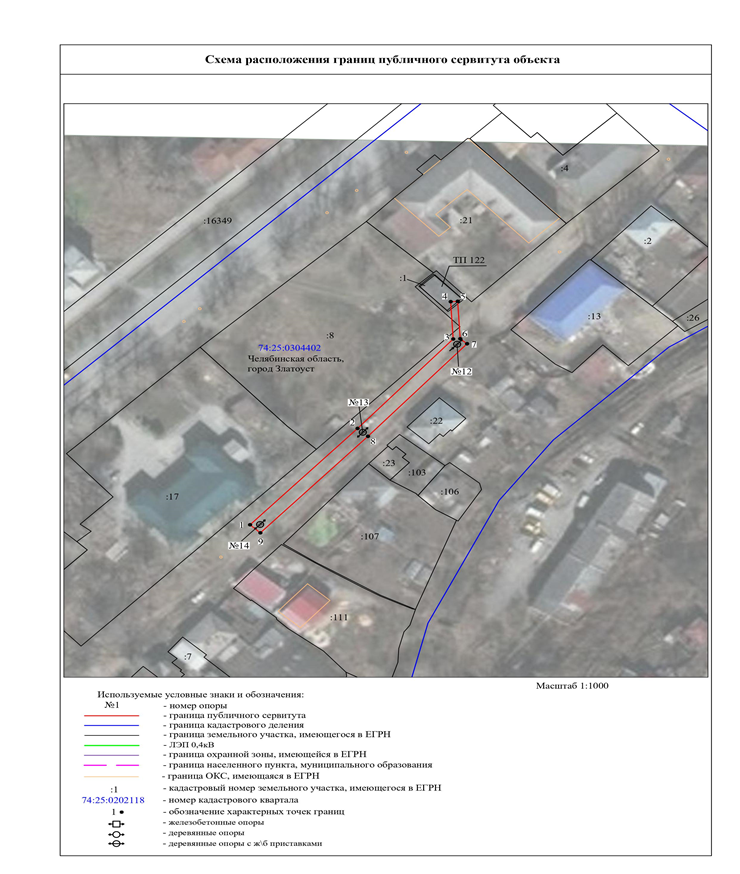 Схема расположения границ публичного сервитута объекта
:4
:16349
:21
:2
ТП 122
:1
4 5
:13
:26
:8
3 6
7
74:25:0304402
Челябинская область,
город Златоуст
№12
№13
2
:22
8
:23
:103
:106
:17
1
:107
9
№14
:111
:7
Масштаб 1:1000
Используемые условные знаки и обозначения:
№1 - номер опоры
- граница публичного сервитута
- граница кадастрового деления
- граница земельного участка, имеющегося в ЕГРН
- ЛЭП 0,4кВ
- граница охранной зоны, имеющейся в ЕГРН
- граница населенного пункта, муниципального образования
- граница ОКС, имеющаяся в ЕГРН
:1 - кадастровый номер земельного участка, имеющегося в ЕГРН
74:25:0202118 - номер кадастрового квартала
1 - обозначение характерных точек границ
- железобетонные опоры
- деревянные опоры
- деревянные опоры с ж\б приставками